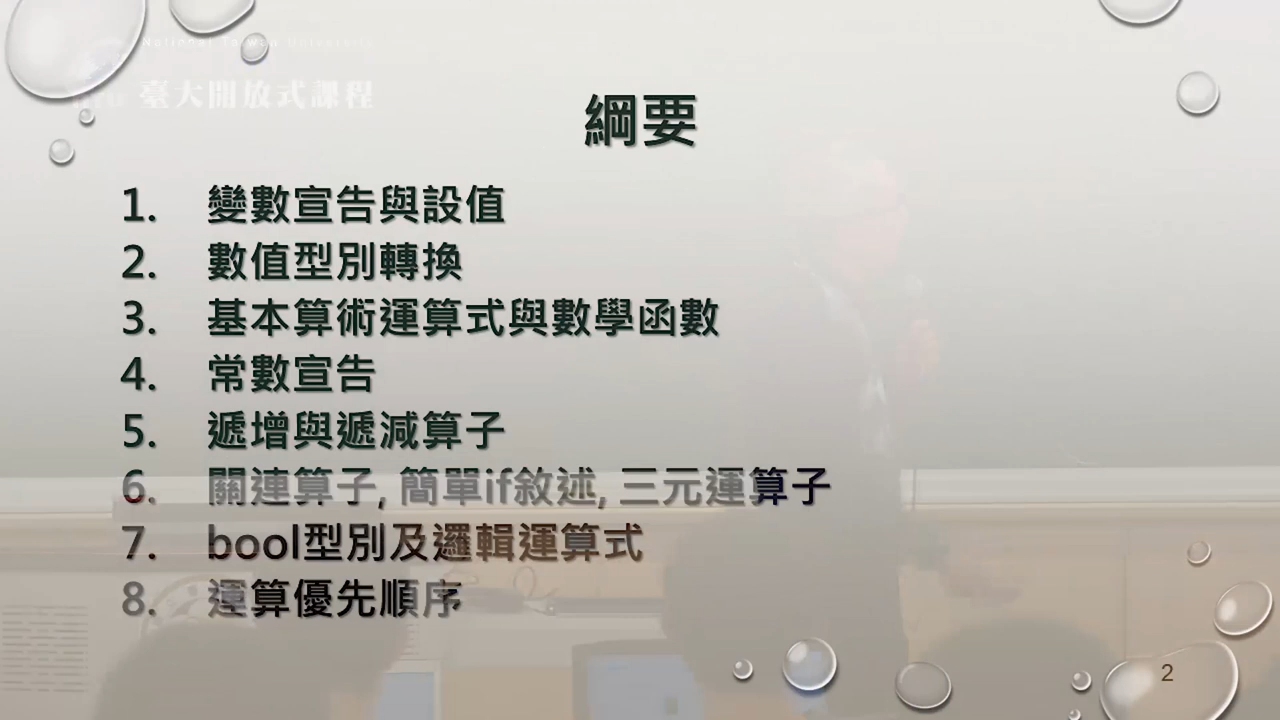 National Taiwan University
臺大開放式課程
綱要
1. 變數宣告與設值
2. 數值型別轉換
3. 基本算術運算式與數學函數
4. 常數宣告
5. 遞增與遞減算子
6. 關連算子, 簡單if敘述, 三元運算子
7. bool型別及邏輯運算式
8. 運算優先順序
2